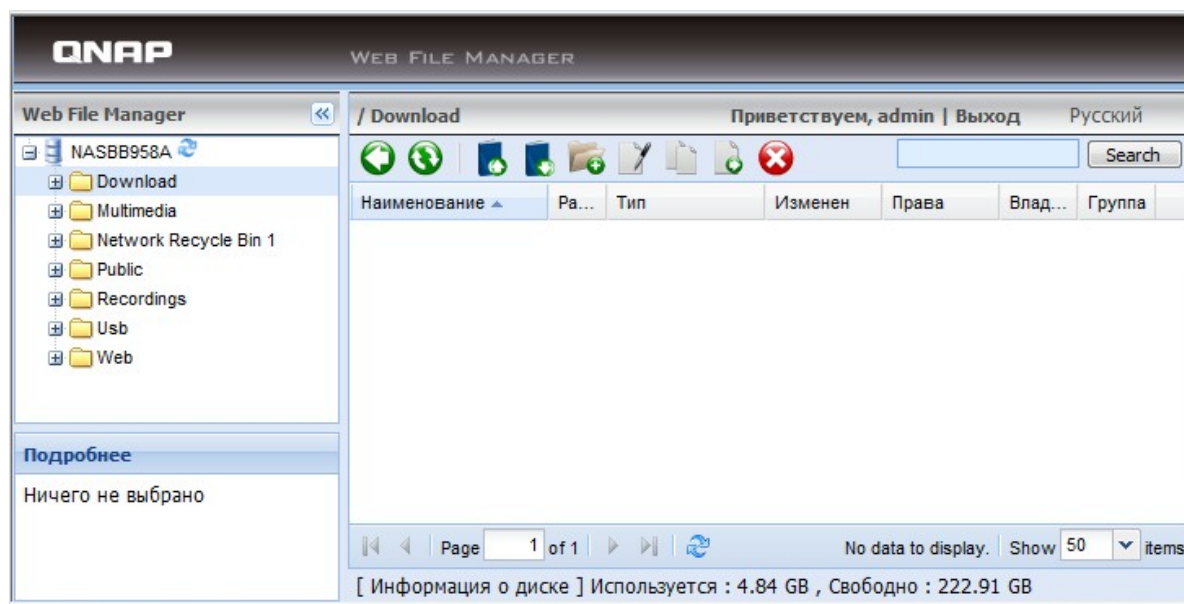 QNAP WEB FILE MANAGER
Web File Manager
/ Download Приветствуем, admin | Выход Русский
NASBB958A
Download
Multimedia
Network Recycle Bin 1
Public
Recordings
Usb
Web
Search
Наименование Ра... Тип Изменен Права Влад... Группа
Подробнее
Ничего не выбрано
Page 1 of 1 No data to display. Show 50 items
[ Информация о диске ] Используется : 4.84 GB , Свободно : 222.91 GB